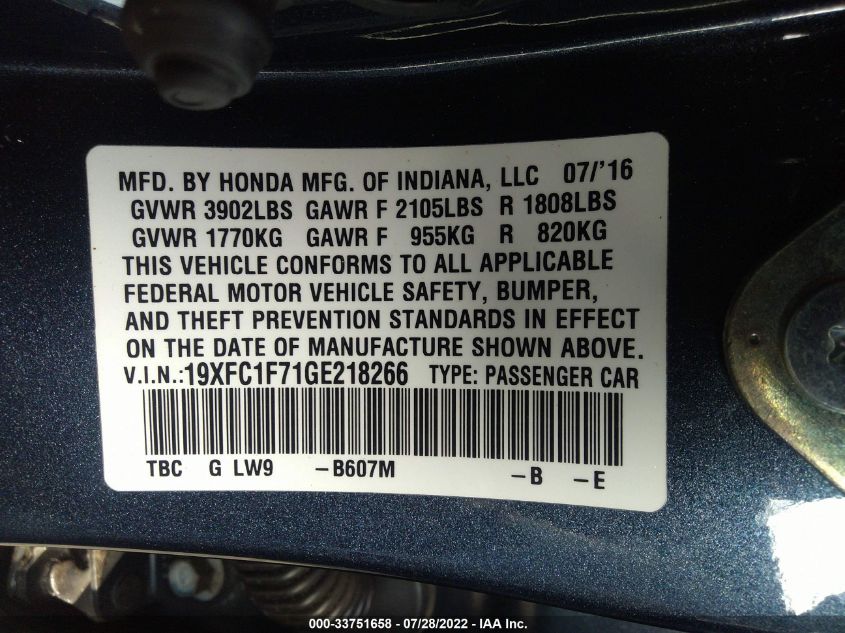 MFD. BY HONDA MFG. OF INDIANA, LLC 07/'16
GVWR 3902LBS GAWR F 2105LBS R 1808LBS
GVWR 1770KG GAWR F 955KG R 820KG
THIS VEHICLE CONFORMS TO ALL APPLICABLE
FEDERAL MOTOR VEHICLE SAFETY, BUMPER,
AND THEFT PREVENTION STANDARDS IN EFFECT
ON THE DATE OF MANUFACTURE SHOWN ABOVE.
V.I.N.:19XFC1F71GE218266 TYPE: PASSENGER CAR
TBC G LW9 -B607M -B -E
000-33751658 - 07/28/2022 - IAA Inc.